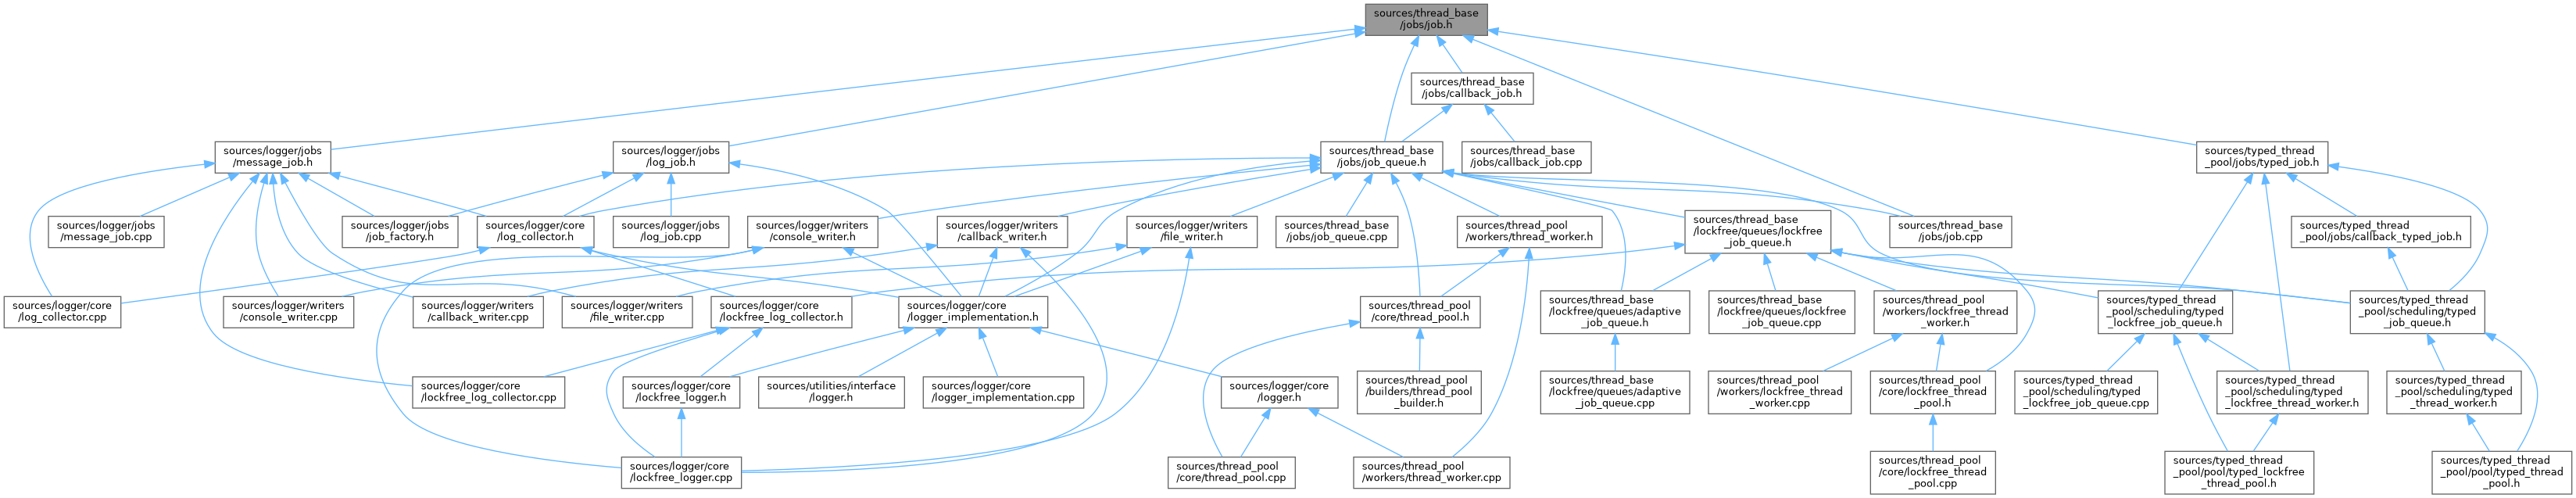 sources/thread_base
/jobs/job.h
sources/thread_base
/jobs/callback_job.h
sources/logger/jobs
/message_job.h
sources/logger/jobs
/log_job.h
sources/thread_base
/jobs/job_queue.h
sources/thread_base
/jobs/callback_job.cpp
sources/typed_thread
_pool/jobs/typed_job.h
sources/logger/jobs
/message_job.cpp
sources/logger/jobs
/job_factory.h
sources/logger/core
/log_collector.h
sources/logger/jobs
/log_job.cpp
sources/logger/writers
/console_writer.h
sources/logger/writers
/callback_writer.h
sources/logger/writers
/file_writer.h
sources/thread_base
/jobs/job_queue.cpp
sources/thread_pool
/workers/thread_worker.h
sources/thread_base
/lockfree/queues/lockfree
_job_queue.h
sources/thread_base
/jobs/job.cpp
sources/typed_thread
_pool/jobs/callback_typed_job.h
sources/logger/core
/log_collector.cpp
sources/logger/writers
/console_writer.cpp
sources/logger/writers
/callback_writer.cpp
sources/logger/writers
/file_writer.cpp
sources/logger/core
/lockfree_log_collector.h
sources/logger/core
/logger_implementation.h
sources/thread_pool
/core/thread_pool.h
sources/thread_base
/lockfree/queues/adaptive
_job_queue.h
sources/thread_base
/lockfree/queues/lockfree
_job_queue.cpp
sources/thread_pool
/workers/lockfree_thread
_worker.h
sources/typed_thread
_pool/scheduling/typed
_lockfree_job_queue.h
sources/typed_thread
_pool/scheduling/typed
_job_queue.h
sources/logger/core
/lockfree_log_collector.cpp
sources/logger/core
/lockfree_logger.h
sources/utilities/interface
/logger.h
sources/logger/core
/logger_implementation.cpp
sources/logger/core
/logger.h
sources/thread_pool
/builders/thread_pool
_builder.h
sources/thread_base
/lockfree/queues/adaptive
_job_queue.cpp
sources/thread_pool
/workers/lockfree_thread
_worker.cpp
sources/thread_pool
/core/lockfree_thread
_pool.h
sources/typed_thread
_pool/scheduling/typed
_lockfree_job_queue.cpp
sources/typed_thread
_pool/scheduling/typed
_lockfree_thread_worker.h
sources/typed_thread
_pool/scheduling/typed
_thread_worker.h
sources/logger/core
/lockfree_logger.cpp
sources/thread_pool
/core/thread_pool.cpp
sources/thread_pool
/workers/thread_worker.cpp
sources/thread_pool
/core/lockfree_thread
_pool.cpp
sources/typed_thread
_pool/pool/typed_lockfree
_thread_pool.h
sources/typed_thread
_pool/pool/typed_thread
_pool.h